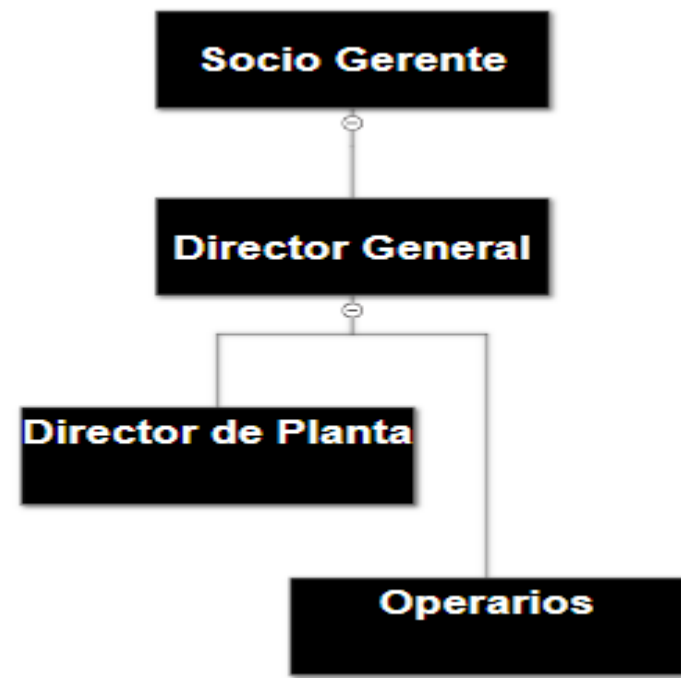 Socio Gerente
Director General
Director de Planta
Operarios